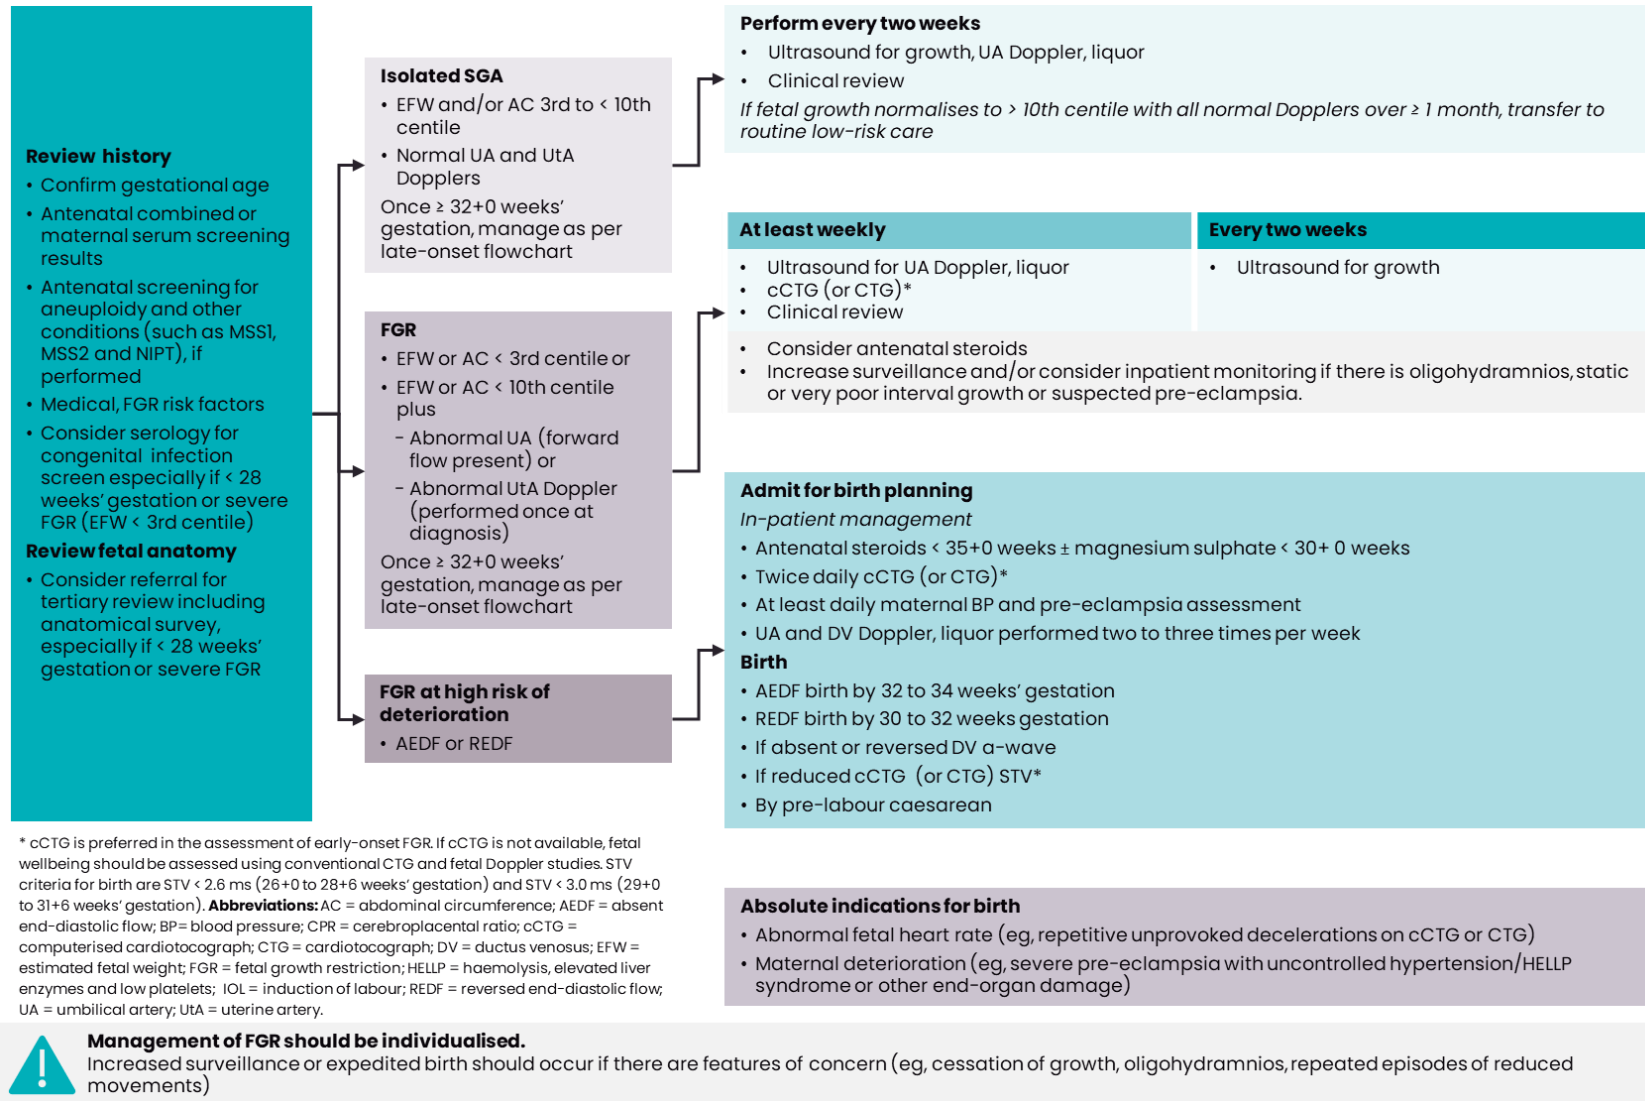 Review history
• Confirm gestational age
• Antenatal combined or
maternal serum screening
results
• Antenatal screening for
aneuploidy and other
conditions (such as MSS1,
MSS2 and NIPT), if
performed
• Medical, FGR risk factors
• Consider serology for
congenital infection
screen especially if < 28
weeks’ gestation or severe
FGR (EFW < 3rd centile)
Review fetal anatomy
• Consider referral for
tertiary review including
anatomical survey,
especially if < 28 weeks’
gestation or severe FGR
Isolated SGA
• EFW and/or AC 3rd to < 10th
centile
• Normal UA and UtA
Dopplers
Once ≥ 32+0 weeks’
gestation, manage as per
late-onset flowchart
FGR
• EFW or AC < 3rd centile or
• EFW or AC < 10th centile
plus
- Abnormal UA (forward
flow present) or
- Abnormal UtA Doppler
(performed once at
diagnosis)
Once ≥ 32+0 weeks’
gestation, manage as per
late-onset flowchart
FGR at high risk of
deterioration
• AEDF or REDF
Perform every two weeks
• Ultrasound for growth, UA Doppler, liquor
• Clinical review
If fetal growth normalises to > 10th centile with all normal Dopplers over ≥ 1 month, transfer to
routine low-risk care
At least weekly
• Ultrasound for UA Doppler, liquor
• cCTG (or CTG)*
• Clinical review
Every two weeks
• Ultrasound for growth
• Consider antenatal steroids
• Increase surveillance and/or consider inpatient monitoring if there is oligohydramnios, static
or very poor interval growth or suspected pre-eclampsia.
Admit for birth planning
In-patient management
• Antenatal steroids < 35+0 weeks ± magnesium sulphate < 30+ 0 weeks
• Twice daily cCTG (or CTG)*
• At least daily maternal BP and pre-eclampsia assessment
• UA and DV Doppler, liquor performed two to three times per week
Birth
• AEDF birth by 32 to 34 weeks’ gestation
• REDF birth by 30 to 32 weeks gestation
• If absent or reversed DV a-wave
• If reduced cCTG (or CTG) STV*
• By pre-labour caesarean
Absolute indications for birth
• Abnormal fetal heart rate (eg, repetitive unprovoked decelerations on cCTG or CTG)
• Maternal deterioration (eg, severe pre-eclampsia with uncontrolled hypertension/HELLP
syndrome or other end-organ damage)
* cCTG is preferred in the assessment of early-onset FGR. If cCTG is not available, fetal
wellbeing should be assessed using conventional CTG and fetal Doppler studies. STV
criteria for birth are STV < 2.6 ms (26+0 to 28+6 weeks’ gestation) and STV < 3.0 ms (29+0
to 31+6 weeks’ gestation). Abbreviations: AC = abdominal circumference; AEDF = absent
end-diastolic flow; BP= blood pressure; CPR = cerebroplacental ratio; cCTG =
computerised cardiotocograph; CTG = cardiotocograph; DV = ductus venosus; EFW =
estimated fetal weight; FGR = fetal growth restriction; HELLP = haemolysis, elevated liver
enzymes and low platelets; IOL = induction of labour; REDF = reversed end-diastolic flow;
UA = umbilical artery; UtA = uterine artery.
Management of FGR should be individualised.
Increased surveillance or expedited birth should occur if there are features of concern (eg, cessation of growth, oligohydramnios, repeated episodes of reduced
movements)